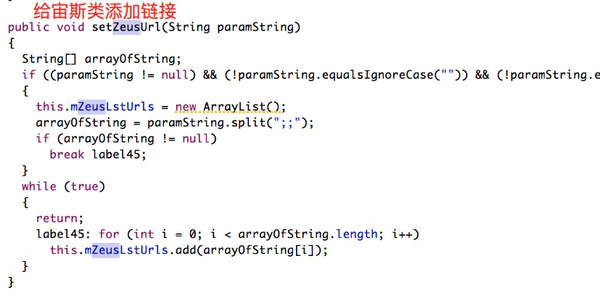 给宙斯类添加链接
public void setZeusUrl(String paramString)
{
String[] arrayOfString;
if ((paramString != null) && (!paramString.equalsIgnoreCase("")) && (!paramString.e
{
this.mZeusLstUrls = new ArrayList();
arrayOfString = paramString.split(";;");
if (arrayOfString != null)
break label45;
}
while (true)
{
return;
label45: for (int i = 0; i < arrayOfString.length; i++)
this.mZeusLstUrls.add(arrayOfString[i]);
}
}